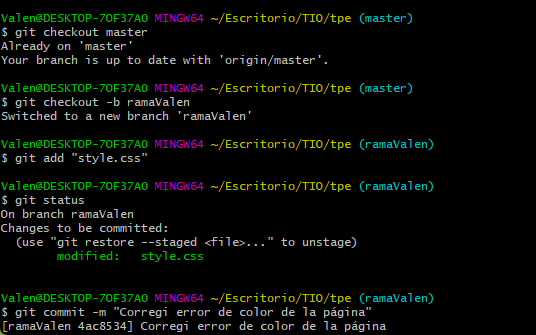 Valen@DESKTOP-7OF37AO MINGW64 ~/Escritorio/TIO/tpe (master)
$ git checkout master
Already on 'master'
Your branch is up to date with 'origin/master'.
Valen@DESKTOP-7OF37AO MINGW64 ~/Escritorio/TIO/tpe (master)
$ git checkout -b ramaValen
Switched to a new branch 'ramaValen'
Valen@DESKTOP-7OF37AO MINGW64 ~/Escritorio/TIO/tpe (ramaValen)
$ git add "style.css"
Valen@DESKTOP-7OF37AO MINGW64 ~/Escritorio/TIO/tpe (ramaValen)
$ git status
On branch ramaValen
Changes to be committed:
  (use "git restore --staged <file>..." to unstage)
        modified:   style.css
Valen@DESKTOP-7OF37AO MINGW64 ~/Escritorio/TIO/tpe (ramaValen)
$ git commit -m "Corregi error de color de la página"
[ramaValen 4ac8534] Corregi error de color de la página